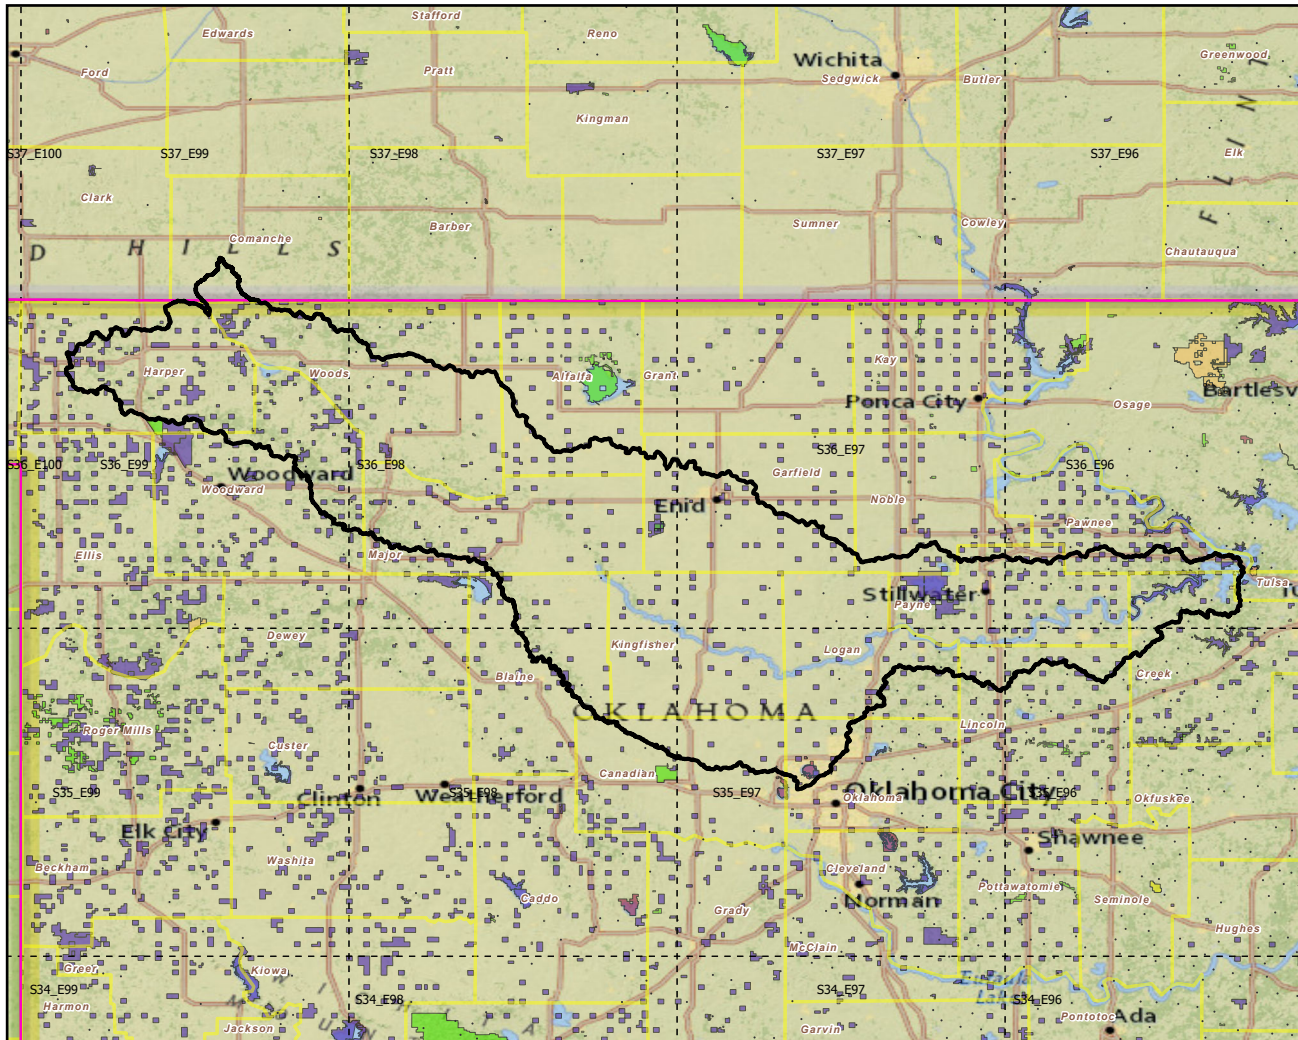 Stafford
Edwards
Reno
Greenwood
Wichita
Ford
Pratt
Sedgwick
Butler
Kingman
F L I N T
S37_E100
S37_E99
S37_E98
S37_E97
S37_E96
Elk
Clark
Barber
Sumner
Cowley
Comanche
D H I L L S
Chautauqua
Harper
Woods
Alfalfa
Grant
Kay
Ponca City
Osage
Bartlesv
S36_E100
S36_E99
S36_E98
S36_E97
S36_E96
Woodward
Woodward
Garfield
Enid
Noble
Pawnee
Ellis
Major
Stillwater
Payne
Tulsa
Dewey
Kingfisher
Logan
Blaine
Creek
OKLAHOMA
Roger Mills
Lincoln
Custer
Canadian
S35_E99
Clinton
Weatherford
S35_E98
S35_E97
Oklahoma City
Oklahoma
S35_E96
Okfuskee
Elk City
Shawnee
Beckham
Washita
Cleveland
Caddo
Norman
Pottawatomie
Seminole
Grady
McClain
Hughes
Greer
Kiowa
Eufaula
Lake
S34_E99
S34_E98
S34_E97
S34_E96
Harmon
Jackson
Garvin
Pontotoc
Ada